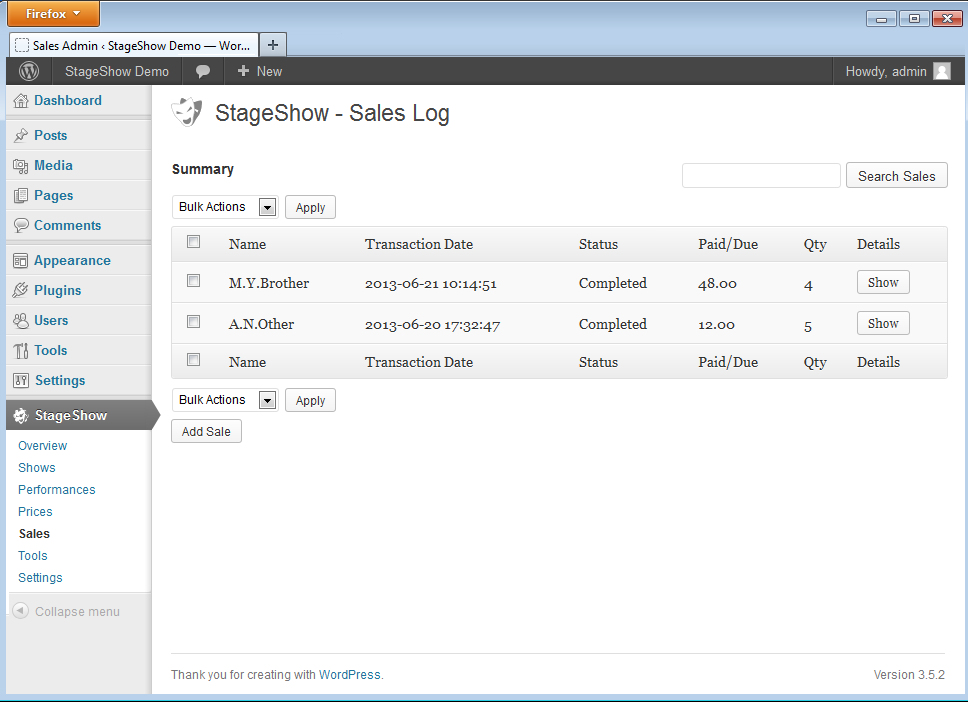 Firefox
Sales Admin ‹ StageShow Demo — Wor...
StageShow Demo
New
Howdy, admin
Dashboard
Posts
Media
Pages
Comments
Appearance
Plugins
Users
Tools
Settings
StageShow
Overview
Shows
Performances
Prices
Sales
Tools
Settings
Collapse menu
StageShow - Sales Log
Summary
Search Sales
Bulk Actions Apply
Name Transaction Date Status Paid/Due Qty Details
M.Y.Brother 2013-06-21 10:14:51 Completed 48.00 4 Show
A.N.Other 2013-06-20 17:32:47 Completed 12.00 5 Show
Name Transaction Date Status Paid/Due Qty Details
Bulk Actions Apply
Add Sale
Thank you for creating with WordPress.
Version 3.5.2